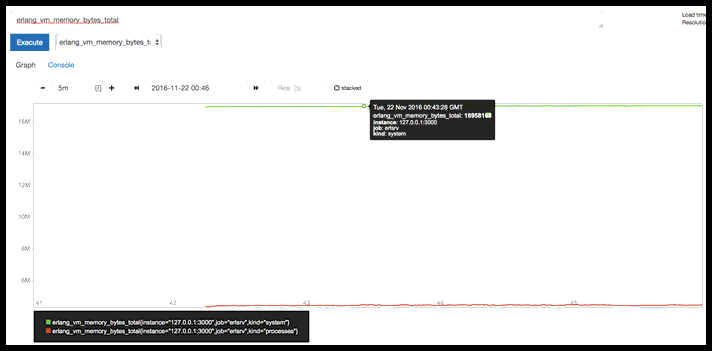 erlang_vm_memory_bytes_total
Load time
Resolution
Execute
erlang_vm_memory_bytes_to
Graph
Console
5m
2016-11-22 00:46
Res (s)
stacked
Tue, 22 Nov 2016 00:43:28 GMT
erlang_vm_memory_bytes_total: 16958168
instance: 127.0.0.1:3000
job: erlsrv
kind: system
16M
14M
12M
10M
8M
6M
41
42
43
44
45
erlang_vm_memory_bytes_total{instance="127.0.0.1:3000",job="erlsrv",kind="system"}
erlang_vm_memory_bytes_total{instance="127.0.0.1:3000",job="erlsrv",kind="processes"}